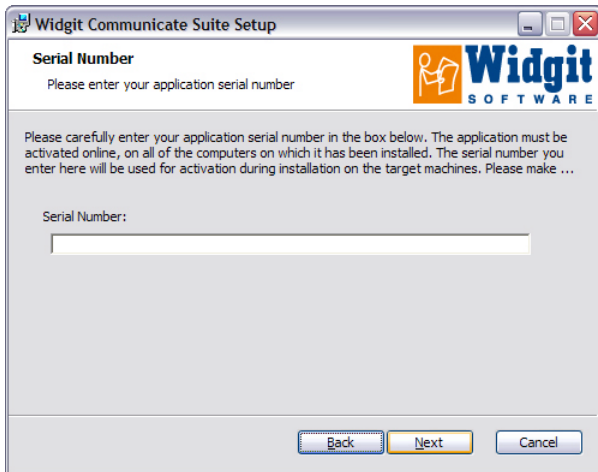 Widgit Communicate Suite Setup
Serial Number
Please enter your application serial number
Widgit
SOFTWARE
Please carefully enter your application serial number in the box below. The application must be
activated online, on all of the computers on which it has been installed. The serial number you
enter here will be used for activation during installation on the target machines. Please make ...
Serial Number:
Back Next Cancel